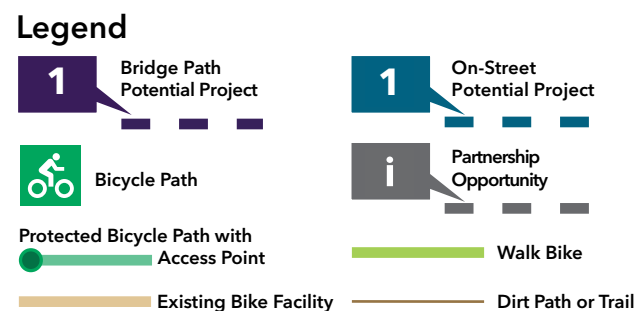 Legend
1
Bridge Path
Potential Project
1
On-Street
Potential Project
Bicycle Path
i
Partnership
Opportunity
Protected Bicycle Path with
Access Point
Walk Bike
Existing Bike Facility
Dirt Path or Trail